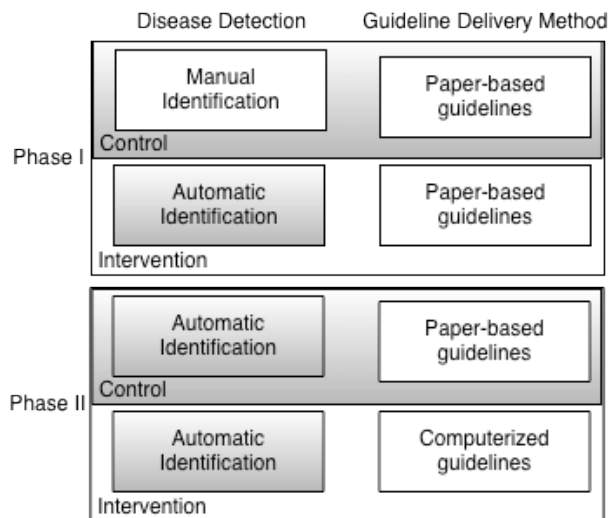 Disease Detection Guideline Delivery Method
Manual
Identification
Paper-based
guidelines
Control
Phase I
Automatic
Identification
Paper-based
guidelines
Intervention
Automatic
Identification
Paper-based
guidelines
Control
Phase II
Automatic
Identification
Computerized
guidelines
Intervention